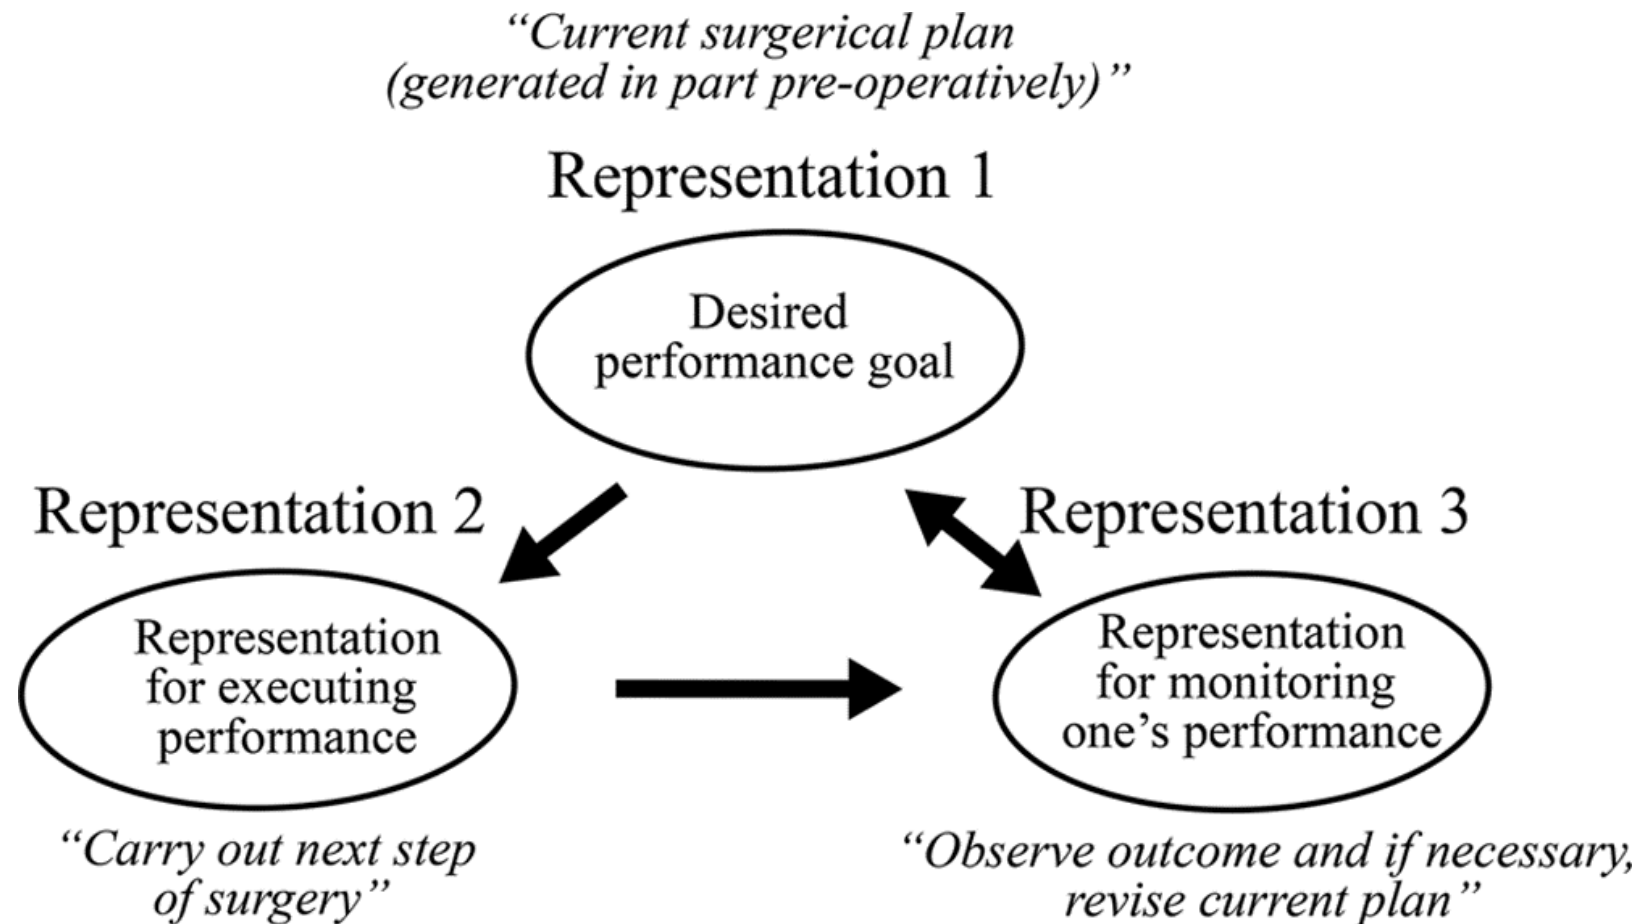 “Current surgerical plan
(generated in part pre-operatively)”
Representation 1
Desired
performance goal
Representation 2
Representation 3
Representation
for executing
performance
Representation
for monitoring
one’s performance
“Carry out next step
of surgery”
“Observe outcome and if necessary,
revise current plan”